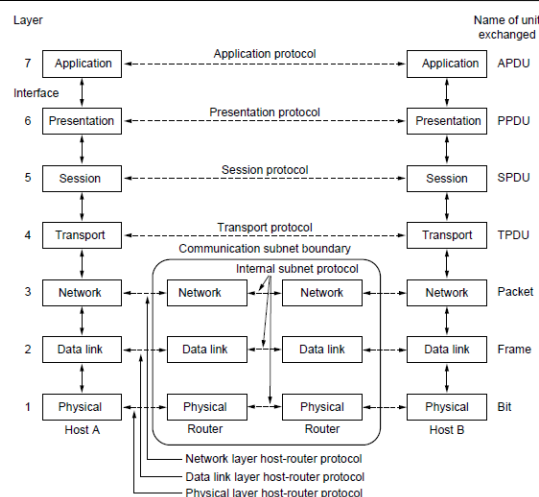 Layer
Name of unit
exchanged
7 Application Application protocol Application APDU
Interface
6 Presentation Presentation protocol Presentation PPDU
5 Session Session protocol Session SPDU
4 Transport Transport protocol Transport TPDU
Communication subnet boundary
Internal subnet protocol
3 Network Network Network Network Packet
2 Data link Data link Data link Data link Frame
1 Physical Physical Physical Physical Bit
Host A Router Router Host B
Network layer host-router protocol
Data link layer host-router protocol
Physical layer host-router protocol